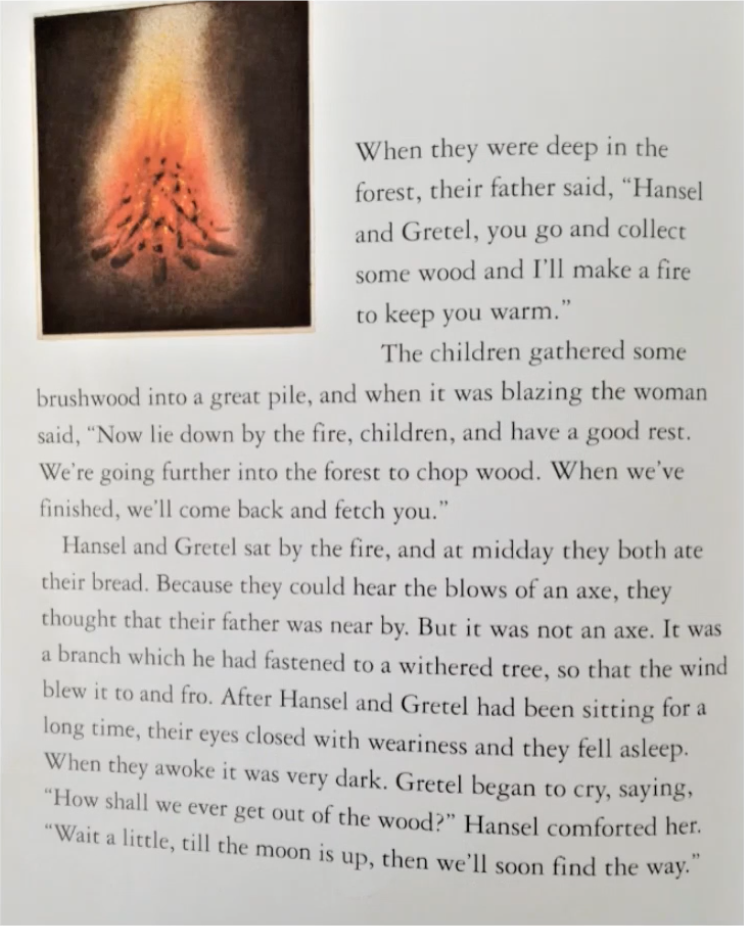 When they were deep in the
forest, their father said, “Hansel
and Gretel, you go and collect
some wood and I’ll make a fire
to keep you warm.”
The children gathered some
brushwood into a great pile, and when it was blazing the woman
said, “Now lie down by the fire, children, and have a good rest.
We’re going further into the forest to chop wood. When we’ve
finished, we’ll come back and fetch you.”
Hansel and Gretel sat by the fire, and at midday they both ate
their bread. Because they could hear the blows of an axe, they
thought that their father was near by. But it was not an axe. It was
a branch which he had fastened to a withered tree, so that the wind
blew it to and fro. After Hansel and Gretel had been sitting for a
long time, their eyes closed with weariness and they fell asleep.
When they awoke it was very dark. Gretel began to cry, saying,
“How shall we ever get out of the wood?” Hansel comforted her.
“Wait a little, till the moon is up, then we’ll soon find the way.”